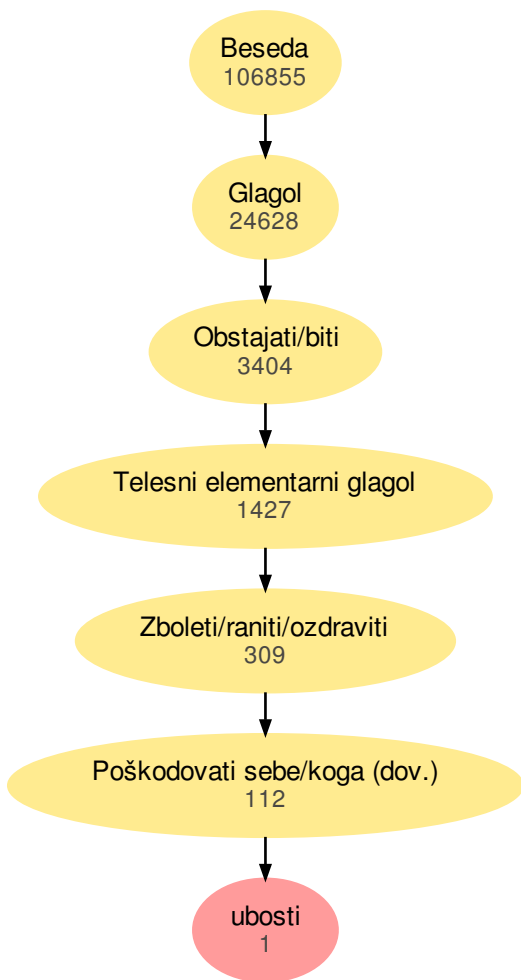 Beseda
106855
Glagol
24628
Obstajati/biti
3404
Telesni elementarni glagol
1427
Zboleti/raniti/ozdraviti
309
Poškodovati sebe/koga (dov.)
112
ubosti
1